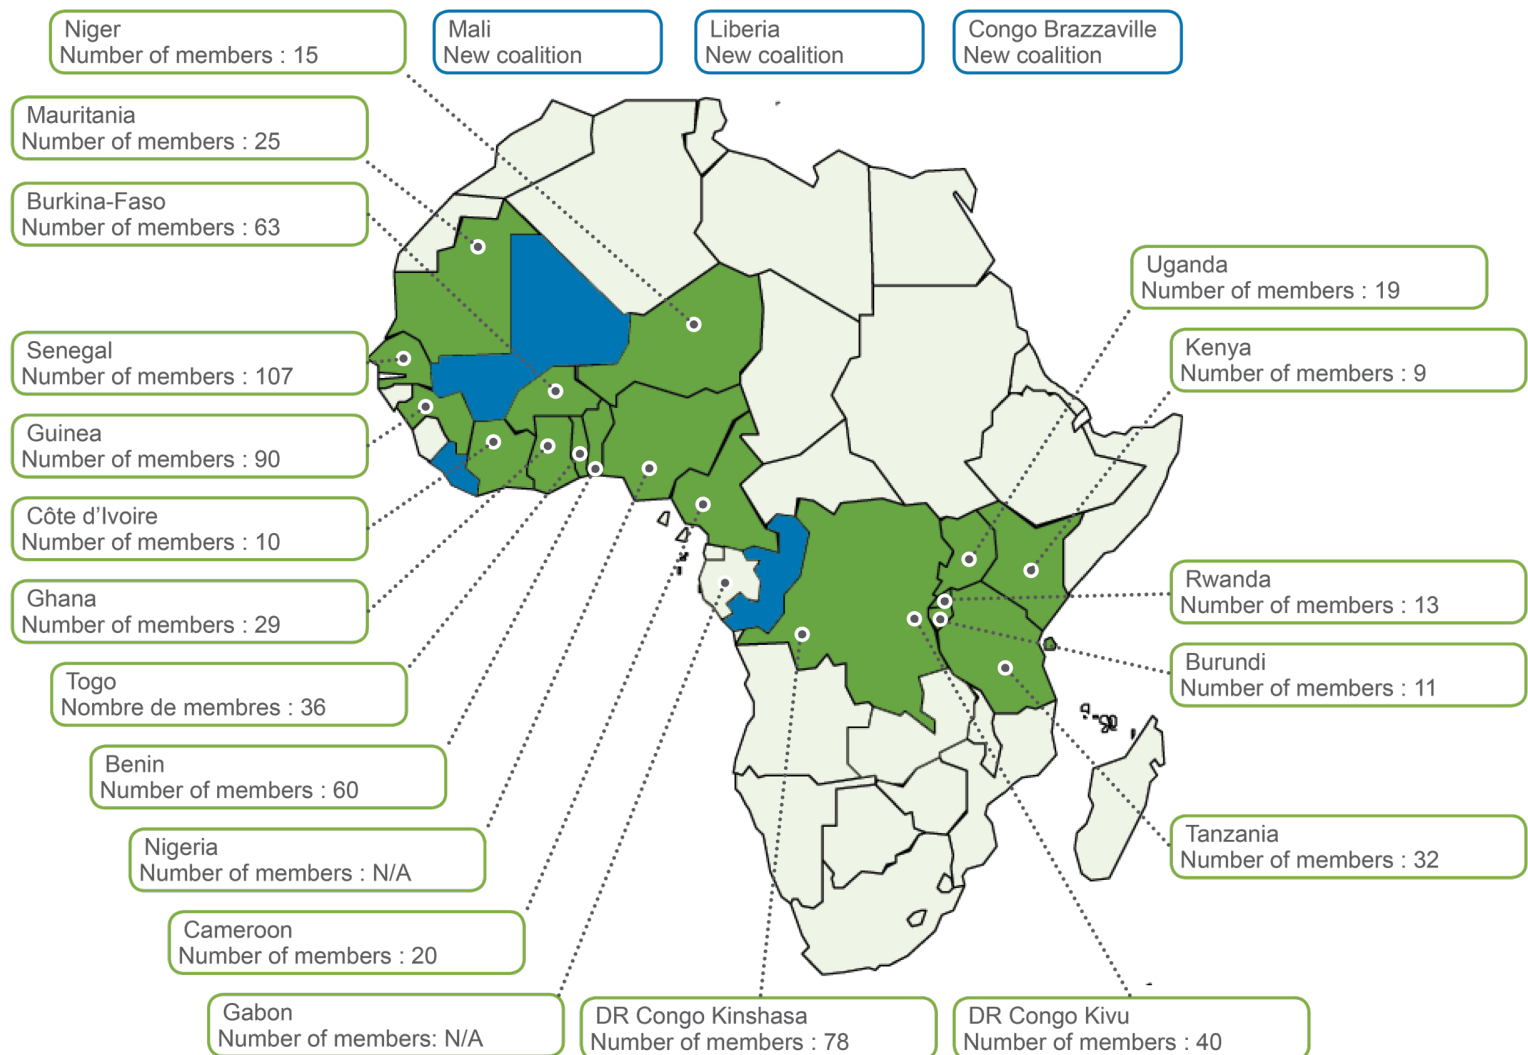 Niger
Number of members : 15
Mali
New coalition
Liberia
New coalition
Congo Brazzaville
New coalition
Mauritania
Number of members : 25
Burkina-Faso
Number of members : 63
Senegal
Number of members : 107
Guinea
Number of members : 90
Côte d’Ivoire
Number of members : 10
Ghana
Number of members : 29
Togo
Nombre de membres : 36
Benin
Number of members : 60
Nigeria
Number of members : N/A
Cameroon
Number of members : 20
Gabon
Number of members: N/A
DR Congo Kinshasa
Number of members : 78
DR Congo Kivu
Number of members : 40
Uganda
Number of members : 19
Kenya
Number of members : 9
Rwanda
Number of members : 13
Burundi
Number of members : 11
Tanzania
Number of members : 32